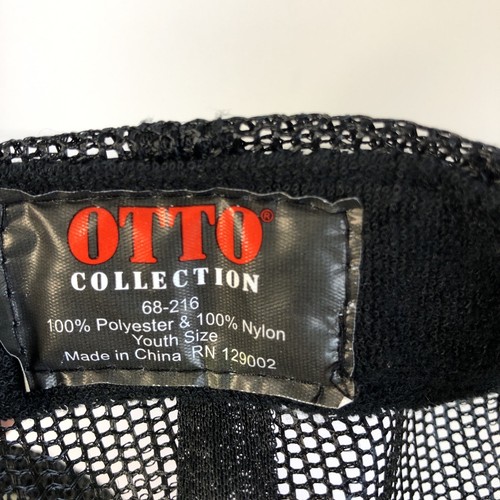 OTTO®
COLLECTION
68-216
100% Polyester & 100% Nylon
Youth Size
Made in China RN 129002